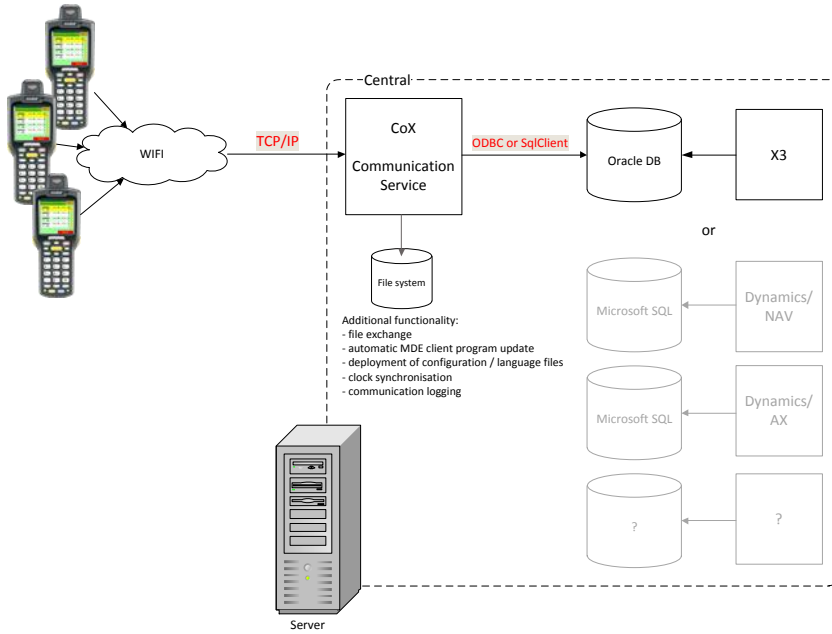 Central
WIFI
TCP/IP
CoX
Communication
Service
ODBC or SqlClient
Oracle DB
X3
or
File system
Additional functionality:
- file exchange
- automatic MDE client program update
- deployment of configuration / language files
- clock synchronisation
- communication logging
Microsoft SQL
Dynamics/
NAV
Microsoft SQL
Dynamics/
AX
?
?
Server